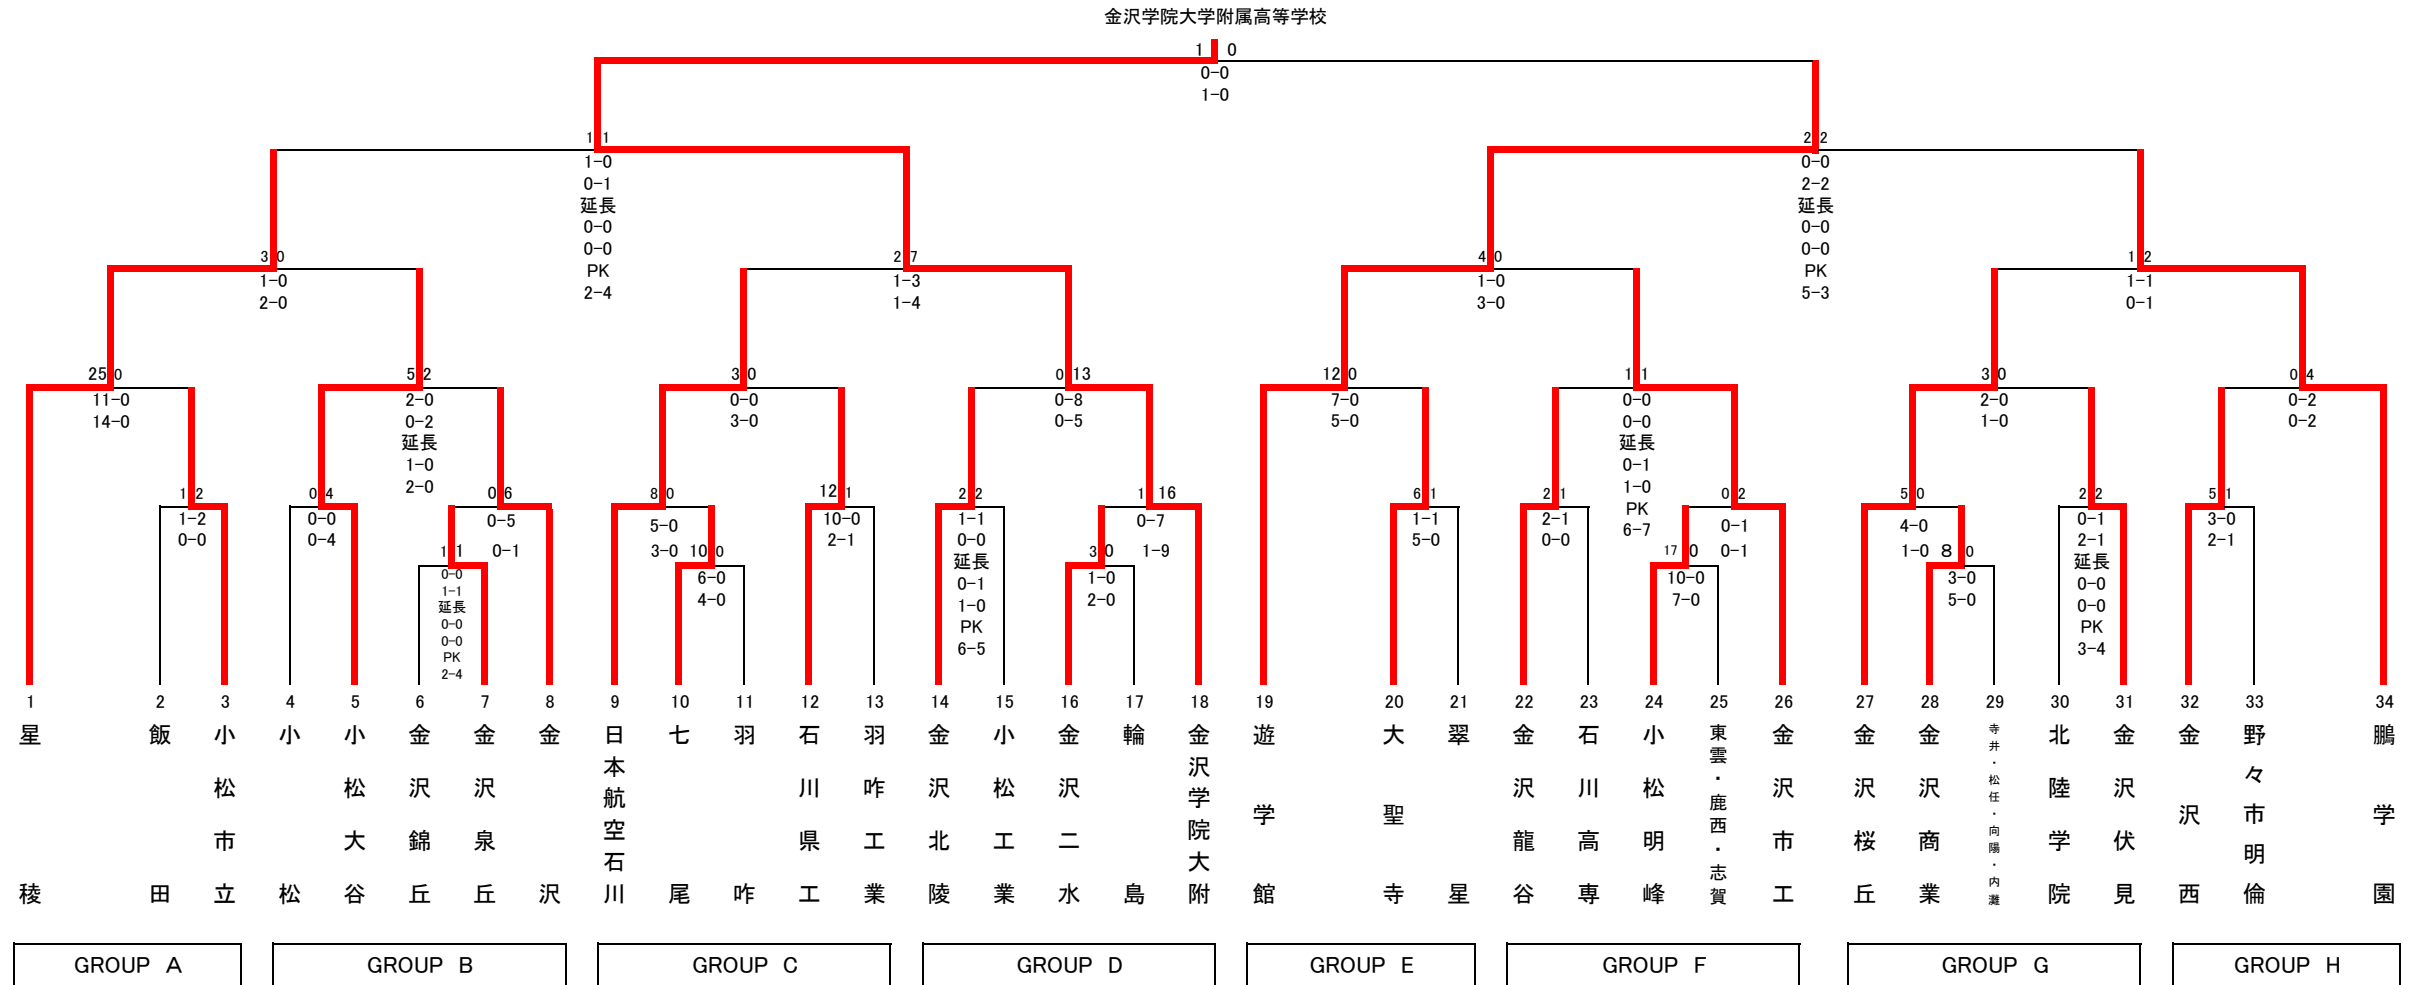 金沢学院大学附属高等学校
1 0
0-0
1-0
1 1
1-0
0-1
延長
0-0
0-0
PK
2-4
2 2
0-0
2-2
延長
0-0
0-0
PK
5-3
3 0
1-0
2-0
2 7
1-3
1-4
4 0
1-0
3-0
1 2
1-1
0-1
25 0
11-0
14-0
5 2
2-0
0-2
延長
1-0
2-0
3 0
0-0
3-0
0 13
0-8
0-5
12 0
7-0
5-0
1 1
0-0
0-0
延長
0-1
1-0
PK
6-7
3 0
2-0
1-0
0 4
0-2
0-2
1 2
1-2
0-0
0 4
0-0
0-4
0 6
0-5
0-1
8 0
5-0
3-0
12 1
10-0
2-1
2 2
1-1
0-0
延長
0-1
1-0
PK
6-5
1 16
0-7
1-9
6 1
1-1
5-0
2 1
2-1
0-0
0 2
0-1
0-1
5 0
4-0
1-0
2 2
0-1
2-1
延長
0-0
0-0
PK
3-4
5 1
3-0
2-1
1 1
0-0
1-1
延長
0-0
0-0
PK
2-4
10 0
6-0
4-0
3 0
1-0
2-0
17 0
10-0
7-0
8 0
3-0
5-0
1 2 3 4 5 6 7 8 9 10 11 12 13 14 15 16 17 18 19 20 21 22 23 24 25 26 27 28 29 30 31 32 33 34
星稜
飯田
小松市立
小松
小松大谷
金沢錦丘
金沢泉丘
金沢
日本航空石川
七尾
羽咋
石川県工
羽咋工業
金沢北陵
小松工業
金沢二水
輪島
金沢学院大附
遊学館
大聖寺
翠星
金沢龍谷
石川高専
小松明峰
東雲・鹿西・志賀
金沢市工
金沢桜丘
金沢商業
寺井・松任・向陽・内灘
北陸学院
金沢伏見
金沢西
野々市明倫
鵬学園
GROUP A
GROUP B
GROUP C
GROUP D
GROUP E
GROUP F
GROUP G
GROUP H